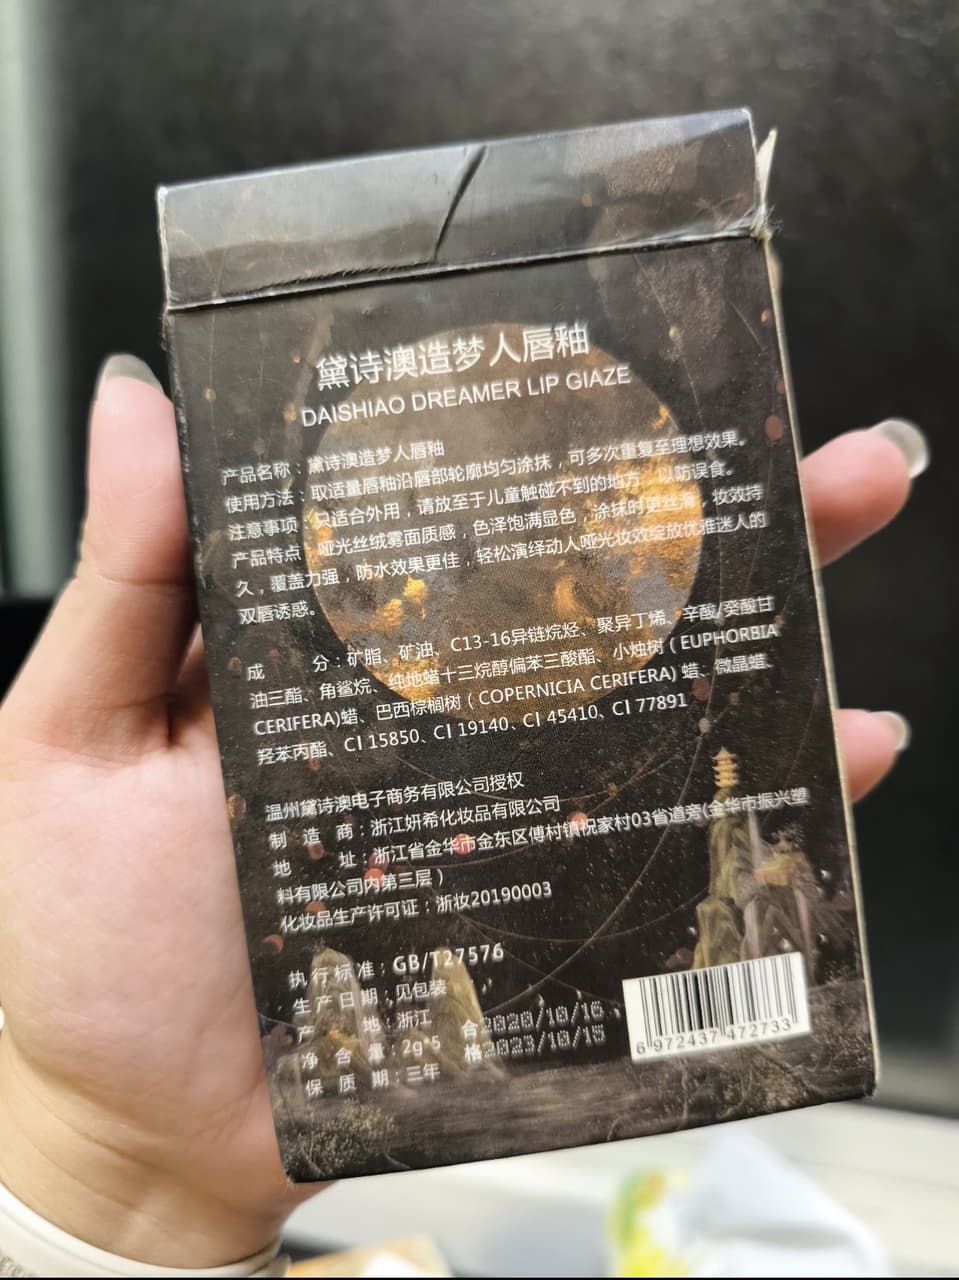 黛诗澳造梦人唇釉
DAISHIAO DREAMER LIP GIAZE
产品名称：黛诗澳造梦人唇釉
使用方法：取适量唇釉沿唇部轮廓均匀涂抹，可多次重复至理想效果。
注意事项：只适合外用，请放至于儿童触碰不到的地方，以防误食。
产品特点：哑光丝绒雾面质感，色泽饱满显色，涂抹时更丝滑，妆效持
久，覆盖力强，防水效果更佳，轻松演绎动人哑光妆效绽放优雅迷人的
双唇诱惑。
成 分：矿脂、矿油、C13-16异链烷烃、聚异丁烯、辛酸/癸酸甘
油三酯、角鲨烷、纯地蜡十三烷醇偏苯三酸酯、小烛树（EUPHORBIA
CERIFERA)蜡、巴西棕榈树（COPERNICIA CERIFERA) 蜡、微晶蜡、
羟苯丙酯、CI 15850、CI 19140、CI 45410、CI 77891
温州黛诗澳电子商务有限公司授权
制 造 商：浙江妍希化妆品有限公司
地 址：浙江省金华市金东区傅村镇祝家村03省道旁(金华市振兴塑
料有限公司内第三层）
化妆品生产许可证：浙妆20190003
执行标准：GB/T27576
生产日期：见包装
产 地：浙江
净 含 量：2g*5
保 质 期：三年
合2020/10/16
格2023/10/15
6 972437 472733